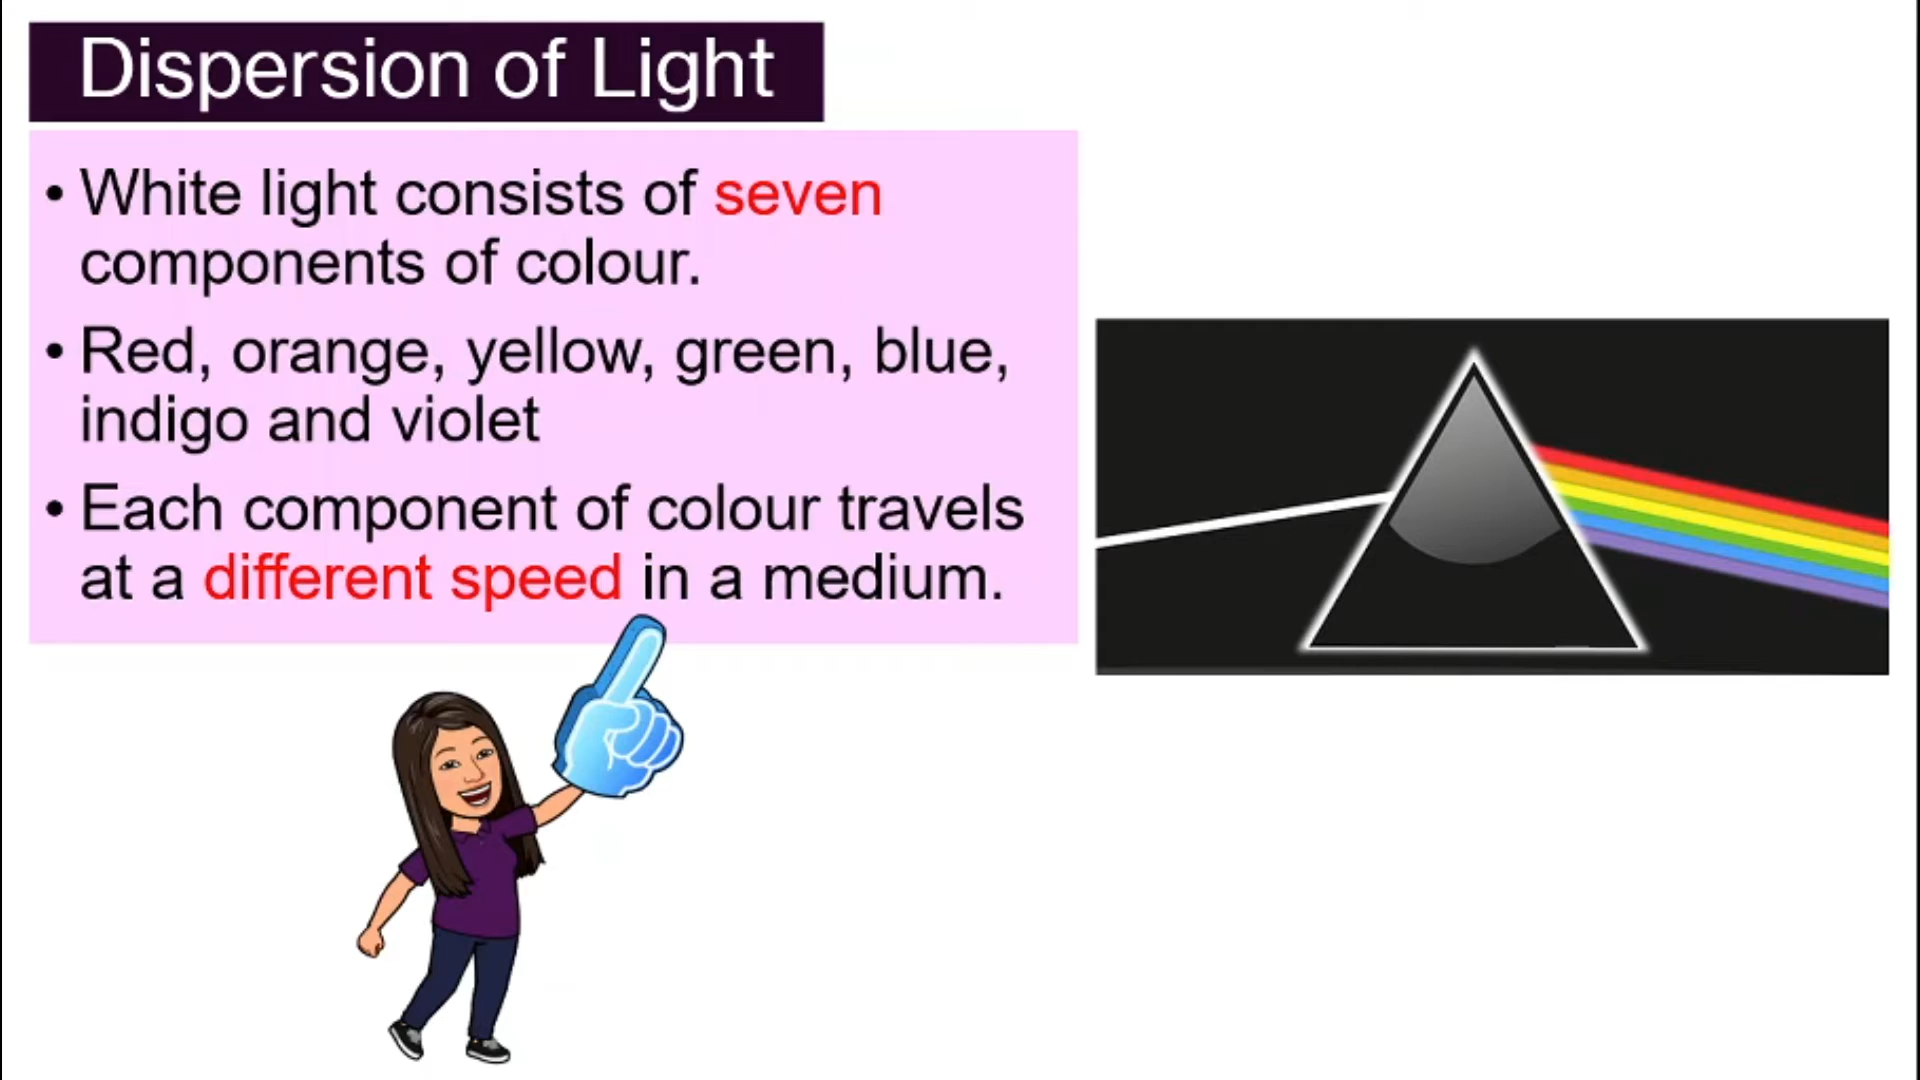 Dispersion of Light
• White light consists of seven
components of colour.
• Red, orange, yellow, green, blue,
indigo and violet
• Each component of colour travels
at a different speed in a medium.